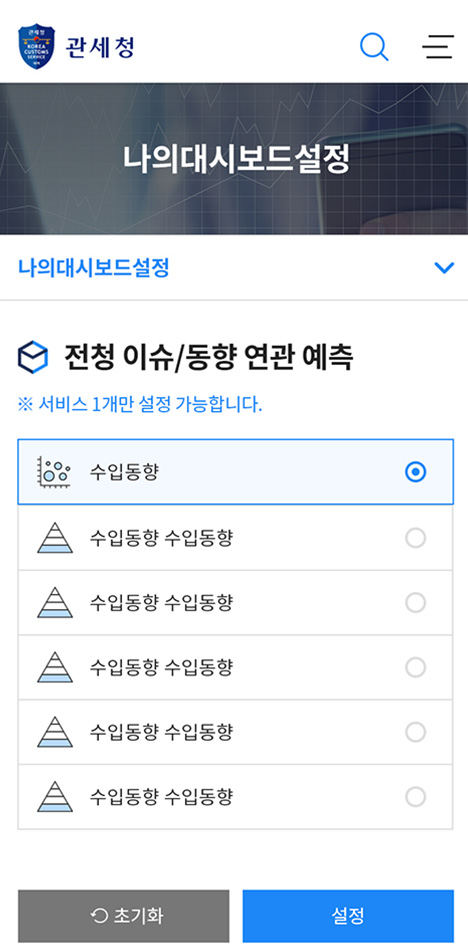 관세청
KOREA
CUSTOMS
SERVICE
관세청
나의대시보드설정
나의대시보드설정
전청 이슈/동향 연관 예측
※ 서비스 1개만 설정 가능합니다.
수입동향
수입동향 수입동향
수입동향 수입동향
수입동향 수입동향
수입동향 수입동향
수입동향 수입동향
초기화
설정